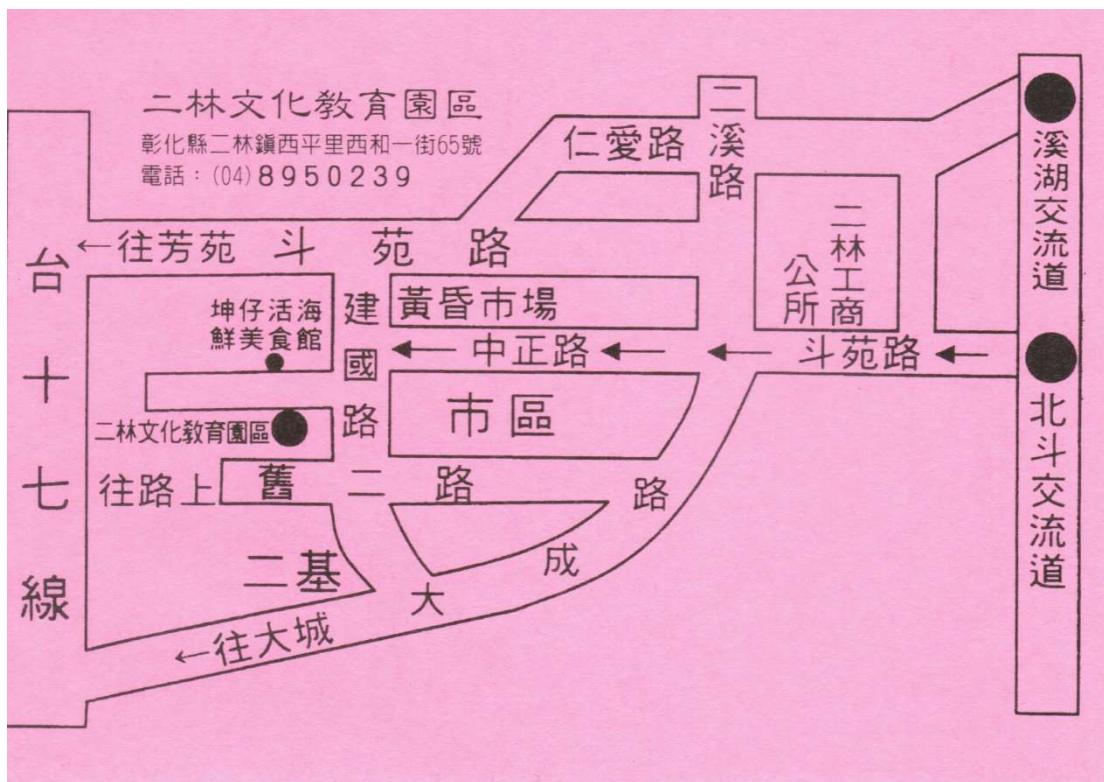 二林文化教育園區
彰化縣二林鎮西平里西和一街65號
電話：(04)8950239
仁愛路
二溪路
溪湖交流道
←往芳苑 斗苑路
二林工商
公所
台十七線
建國路
黃昏市場
坤仔活海
鮮美食館
←中正路←
←斗苑路←
北斗交流道
市區
二林文化教育園區
往路上
舊二路
二基
大成路
←往大城